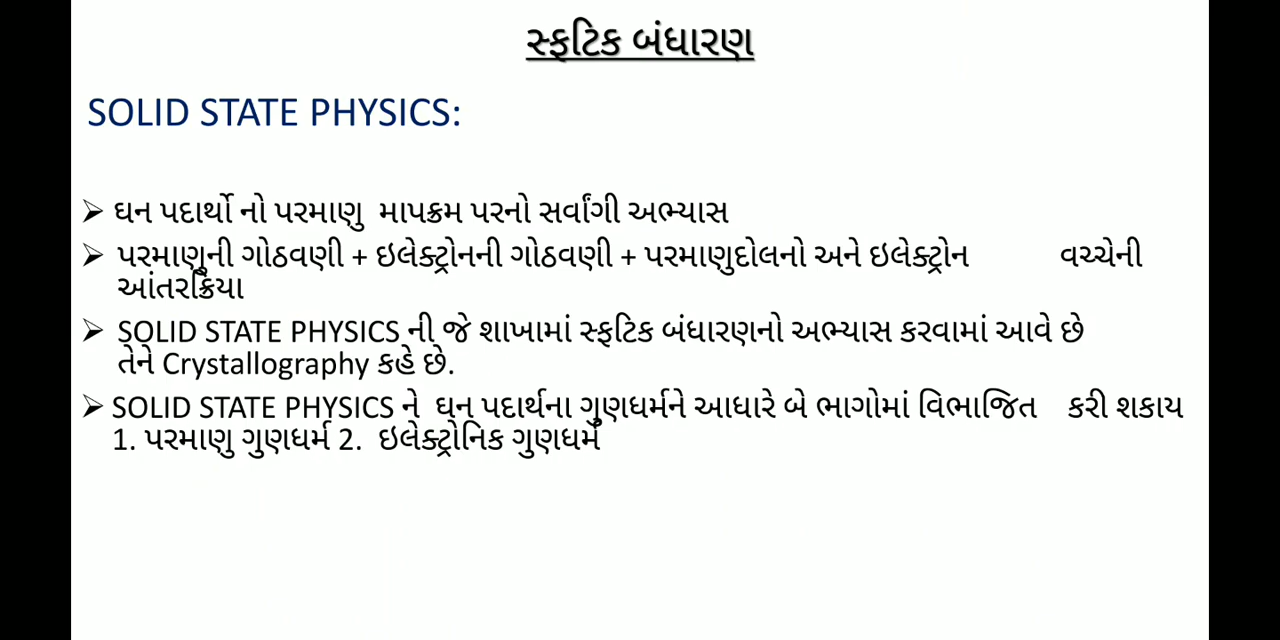 સ્ફટિક બંધારણ
SOLID STATE PHYSICS:
➢ ઘન પદાર્થો નો પરમાણુ માપક્રમ પરનો સર્વાંગી અભ્યાસ
➢ પરમાણુની ગોઠવણી + ઇલેક્ટ્રોનની ગોઠવણી + પરમાણુદોલનો અને ઇલેક્ટ્રોન વચ્ચેની
આંતરક્રિયા
➢ SOLID STATE PHYSICS ની જે શાખામાં સ્ફટિક બંધારણનો અભ્યાસ કરવામાં આવે છે
તેને Crystallography કહે છે.
➢ SOLID STATE PHYSICS ને ઘન પદાર્થના ગુણધર્મને આધારે બે ભાગોમાં વિભાજિત કરી શકાય
1. પરમાણુ ગુણધર્મ 2. ઇલેક્ટ્રોનિક ગુણધર્મ